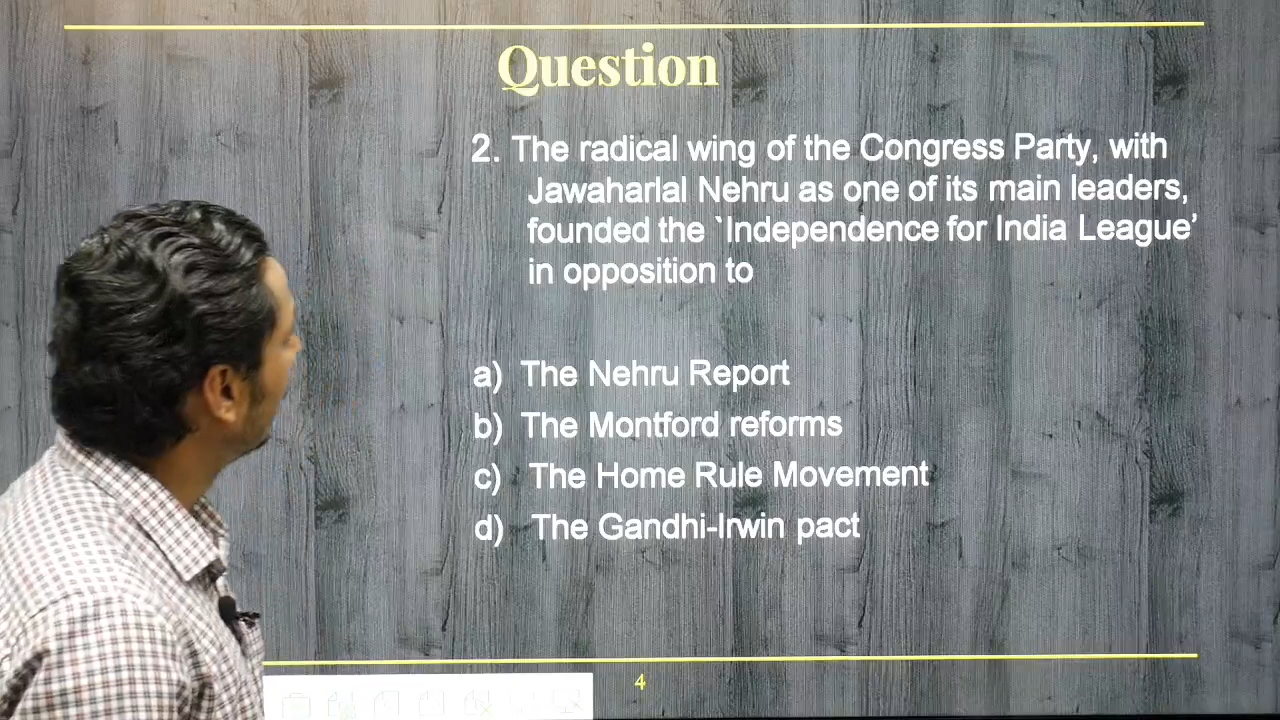 Question
2. The radical wing of the Congress Party, with
Jawaharlal Nehru as one of its main leaders,
founded the `Independence for India League’
in opposition to
a) The Nehru Report
b) The Montford reforms
c) The Home Rule Movement
d) The Gandhi-Irwin pact
4